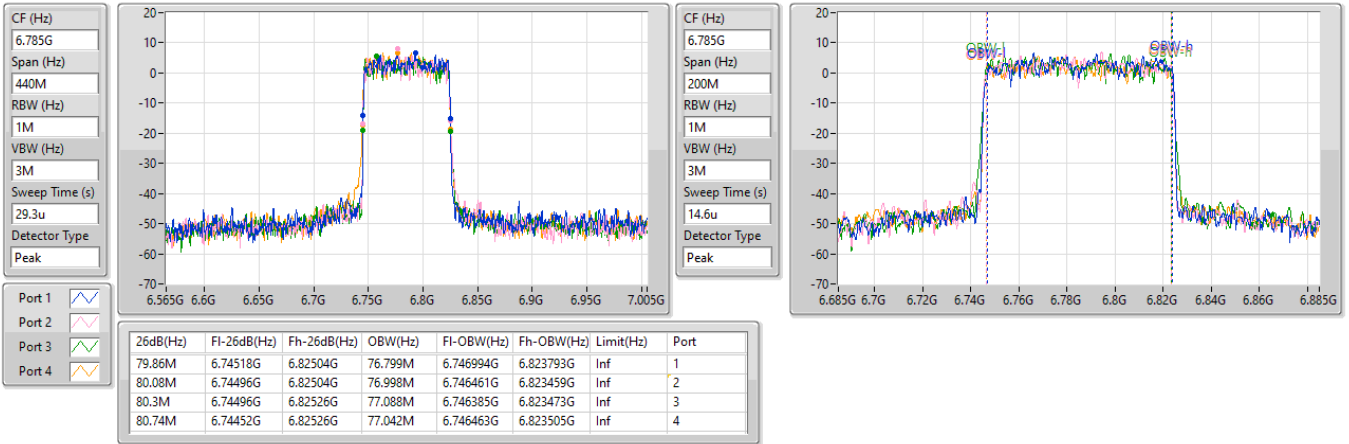 CF (Hz)
6.785G
Span (Hz)
440M
RBW (Hz)
1M
VBW (Hz)
3M
Sweep Time (s)
29.3u
Detector Type
Peak
20
10
0
-10
-20
-30
-40
-50
-60
-70
6.565G 6.6G 6.65G 6.7G 6.75G 6.8G 6.85G 6.9G 6.95G 7.005G
CF (Hz)
6.785G
Span (Hz)
200M
RBW (Hz)
1M
VBW (Hz)
3M
Sweep Time (s)
14.6u
Detector Type
Peak
20
10
0
-10
-20
-30
-40
-50
-60
-70
OBW-l OBW-h
6.685G 6.7G 6.72G 6.74G 6.76G 6.78G 6.8G 6.82G 6.84G 6.86G 6.885G
Port 1
Port 2
Port 3
Port 4
26dB(Hz) Fl-26dB(Hz) Fh-26dB(Hz) OBW(Hz) Fl-OBW(Hz) Fh-OBW(Hz) Limit(Hz) Port
79.86M 6.74518G 6.82504G 76.799M 6.746994G 6.823793G Inf 1
80.08M 6.74496G 6.82504G 76.998M 6.746461G 6.823459G Inf 2
80.3M 6.74496G 6.82526G 77.088M 6.746385G 6.823473G Inf 3
80.74M 6.74452G 6.82526G 77.042M 6.746463G 6.823505G Inf 4